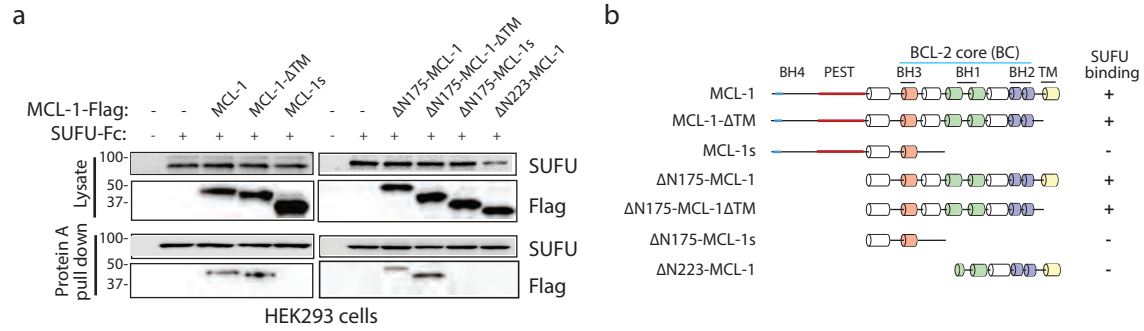 a
MCL-1-Flag: - - MCL-1 MCL-1-ΔTM MCL-1s - - ΔN175-MCL-1 ΔN175-MCL-1-ΔTM ΔN175-MCL-1s ΔN223-MCL-1
SUFU-Fc: - + + + + - + + + + +
Lysate
100-
SUFU
50-
37-
Flag
Protein A
pull down
100-
SUFU
50-
37-
Flag
HEK293 cells
b
BCL-2 core (BC)
SUFU
binding
BH4 PEST BH3 BH1 BH2 TM
MCL-1 +
MCL-1-ΔTM +
MCL-1s -
ΔN175-MCL-1 +
ΔN175-MCL-1ΔTM +
ΔN175-MCL-1s -
ΔN223-MCL-1 -